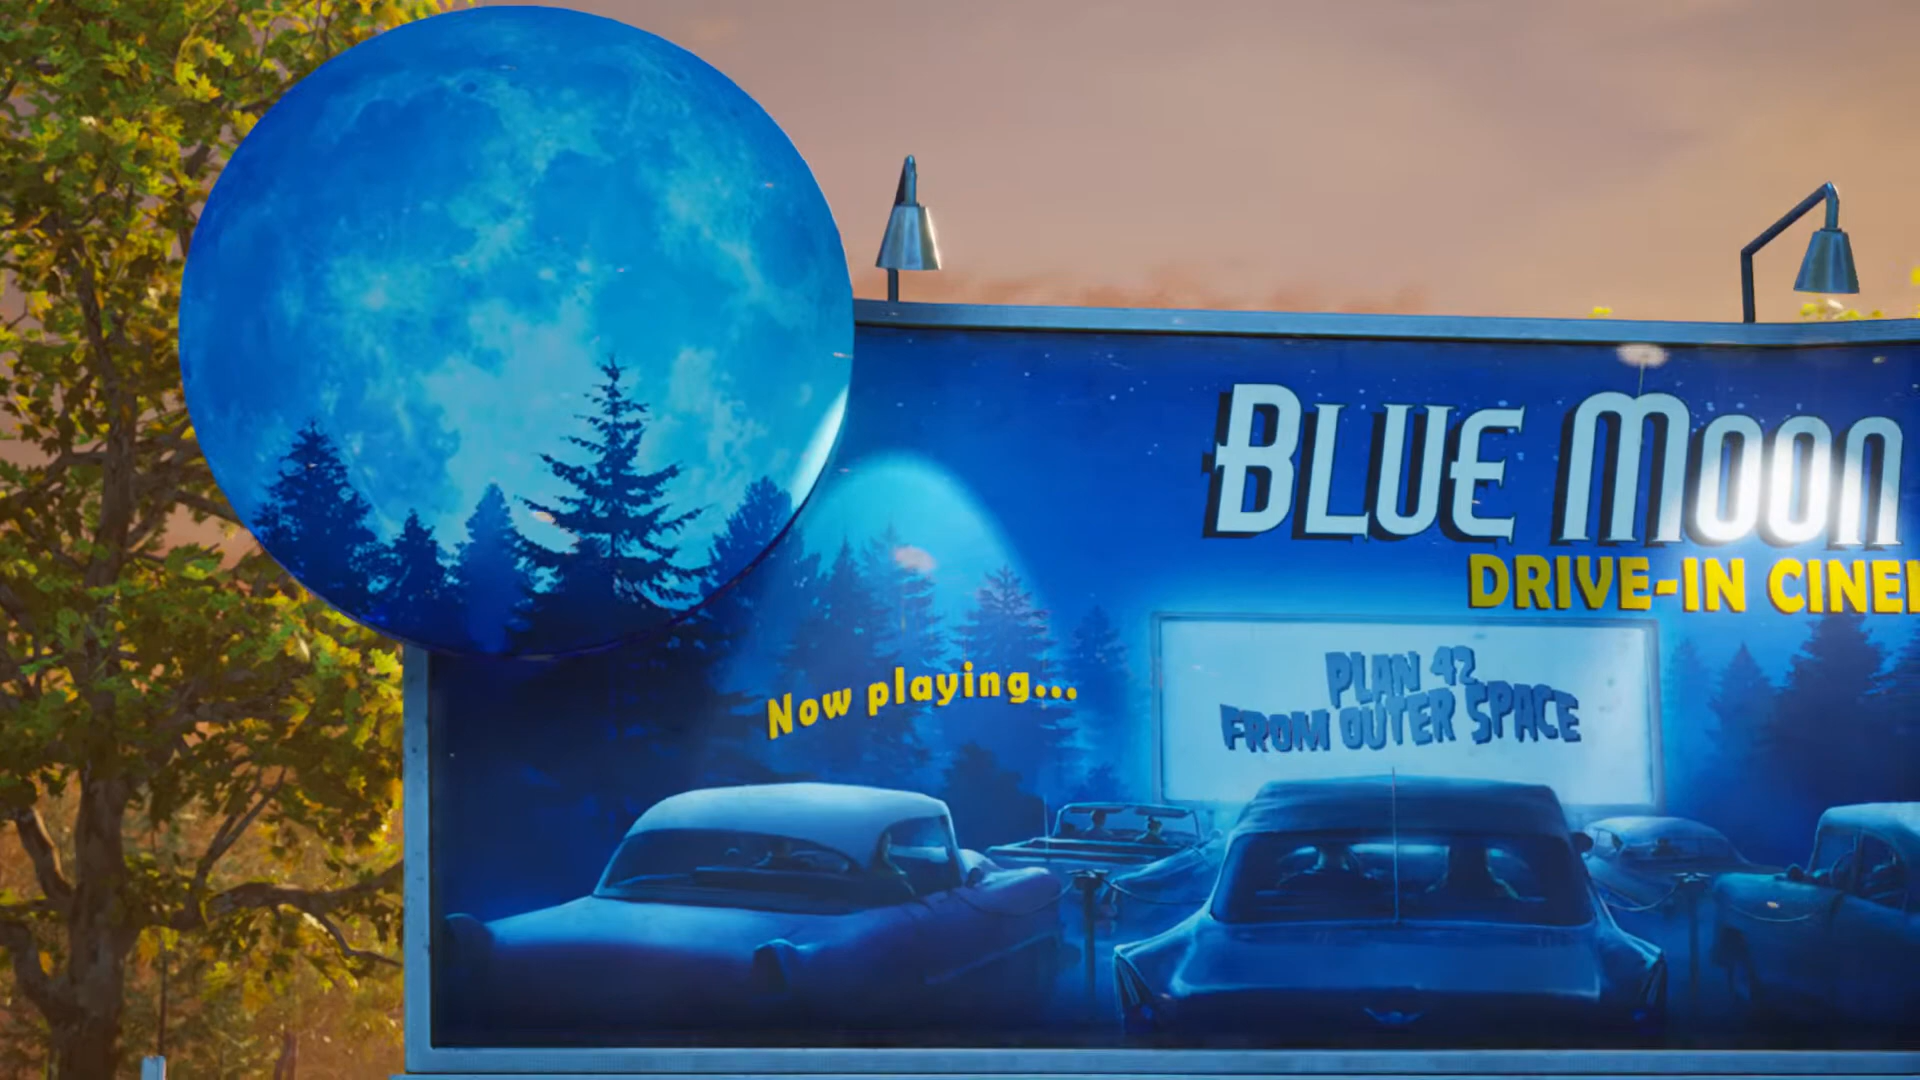 BLUE MOON
DRIVE-IN CINE
Now playing...
PLAN 42
FROM OUTER SPACE